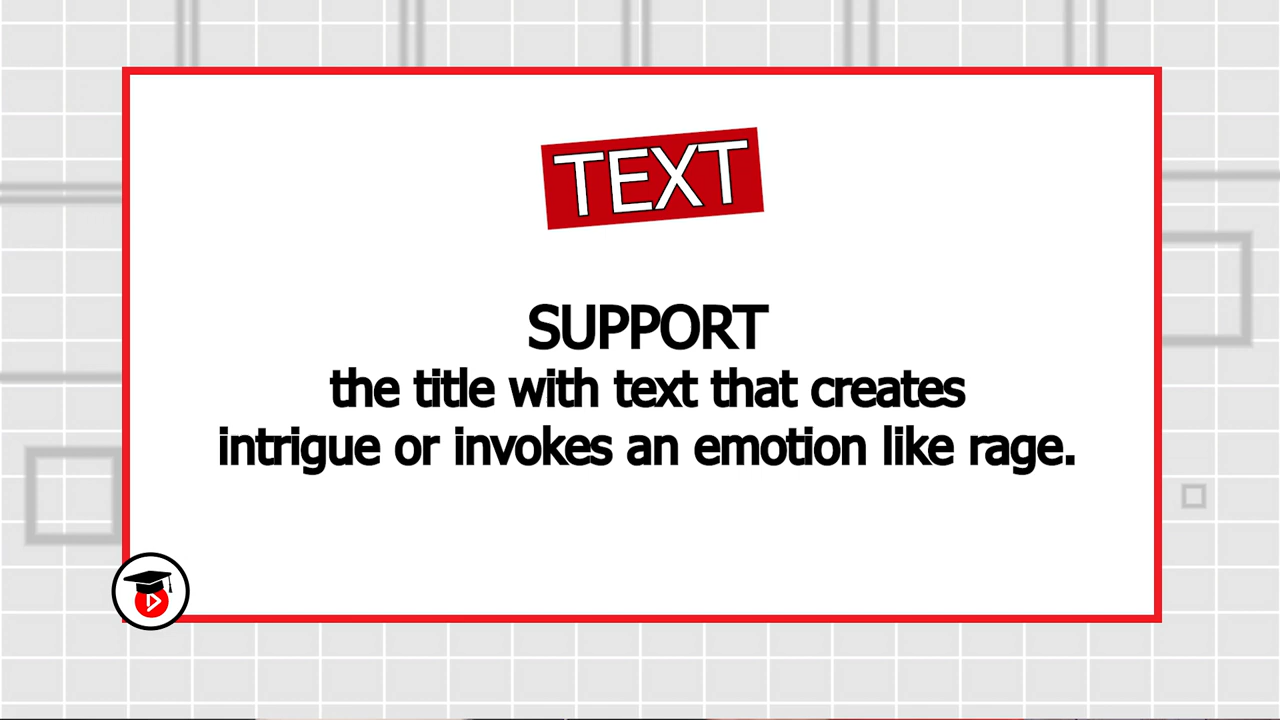 TEXT
SUPPORT
the title with text that creates
intrigue or invokes an emotion like rage.